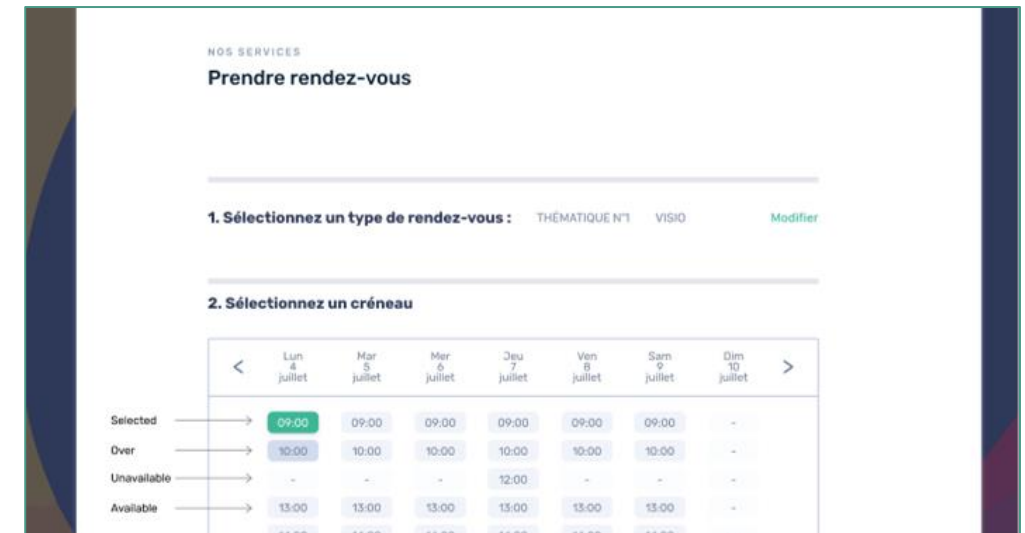 NOS SERVICES
Prendre rendez-vous
1. Sélectionnez un type de rendez-vous : THÉMATIQUE N°1 VISIO Modifier
2. Sélectionnez un créneau
< Lun Mar Mer Jeu Ven Sam Dim >
4 5 6 7 8 9 10
juillet juillet juillet juillet juillet juillet juillet
Selected 09:00 09:00 09:00 09:00 09:00 09:00 -
Over 10:00 10:00 10:00 10:00 10:00 10:00 -
Unavailable - - - 12:00 - - -
Available 13:00 13:00 13:00 13:00 13:00 13:00 -